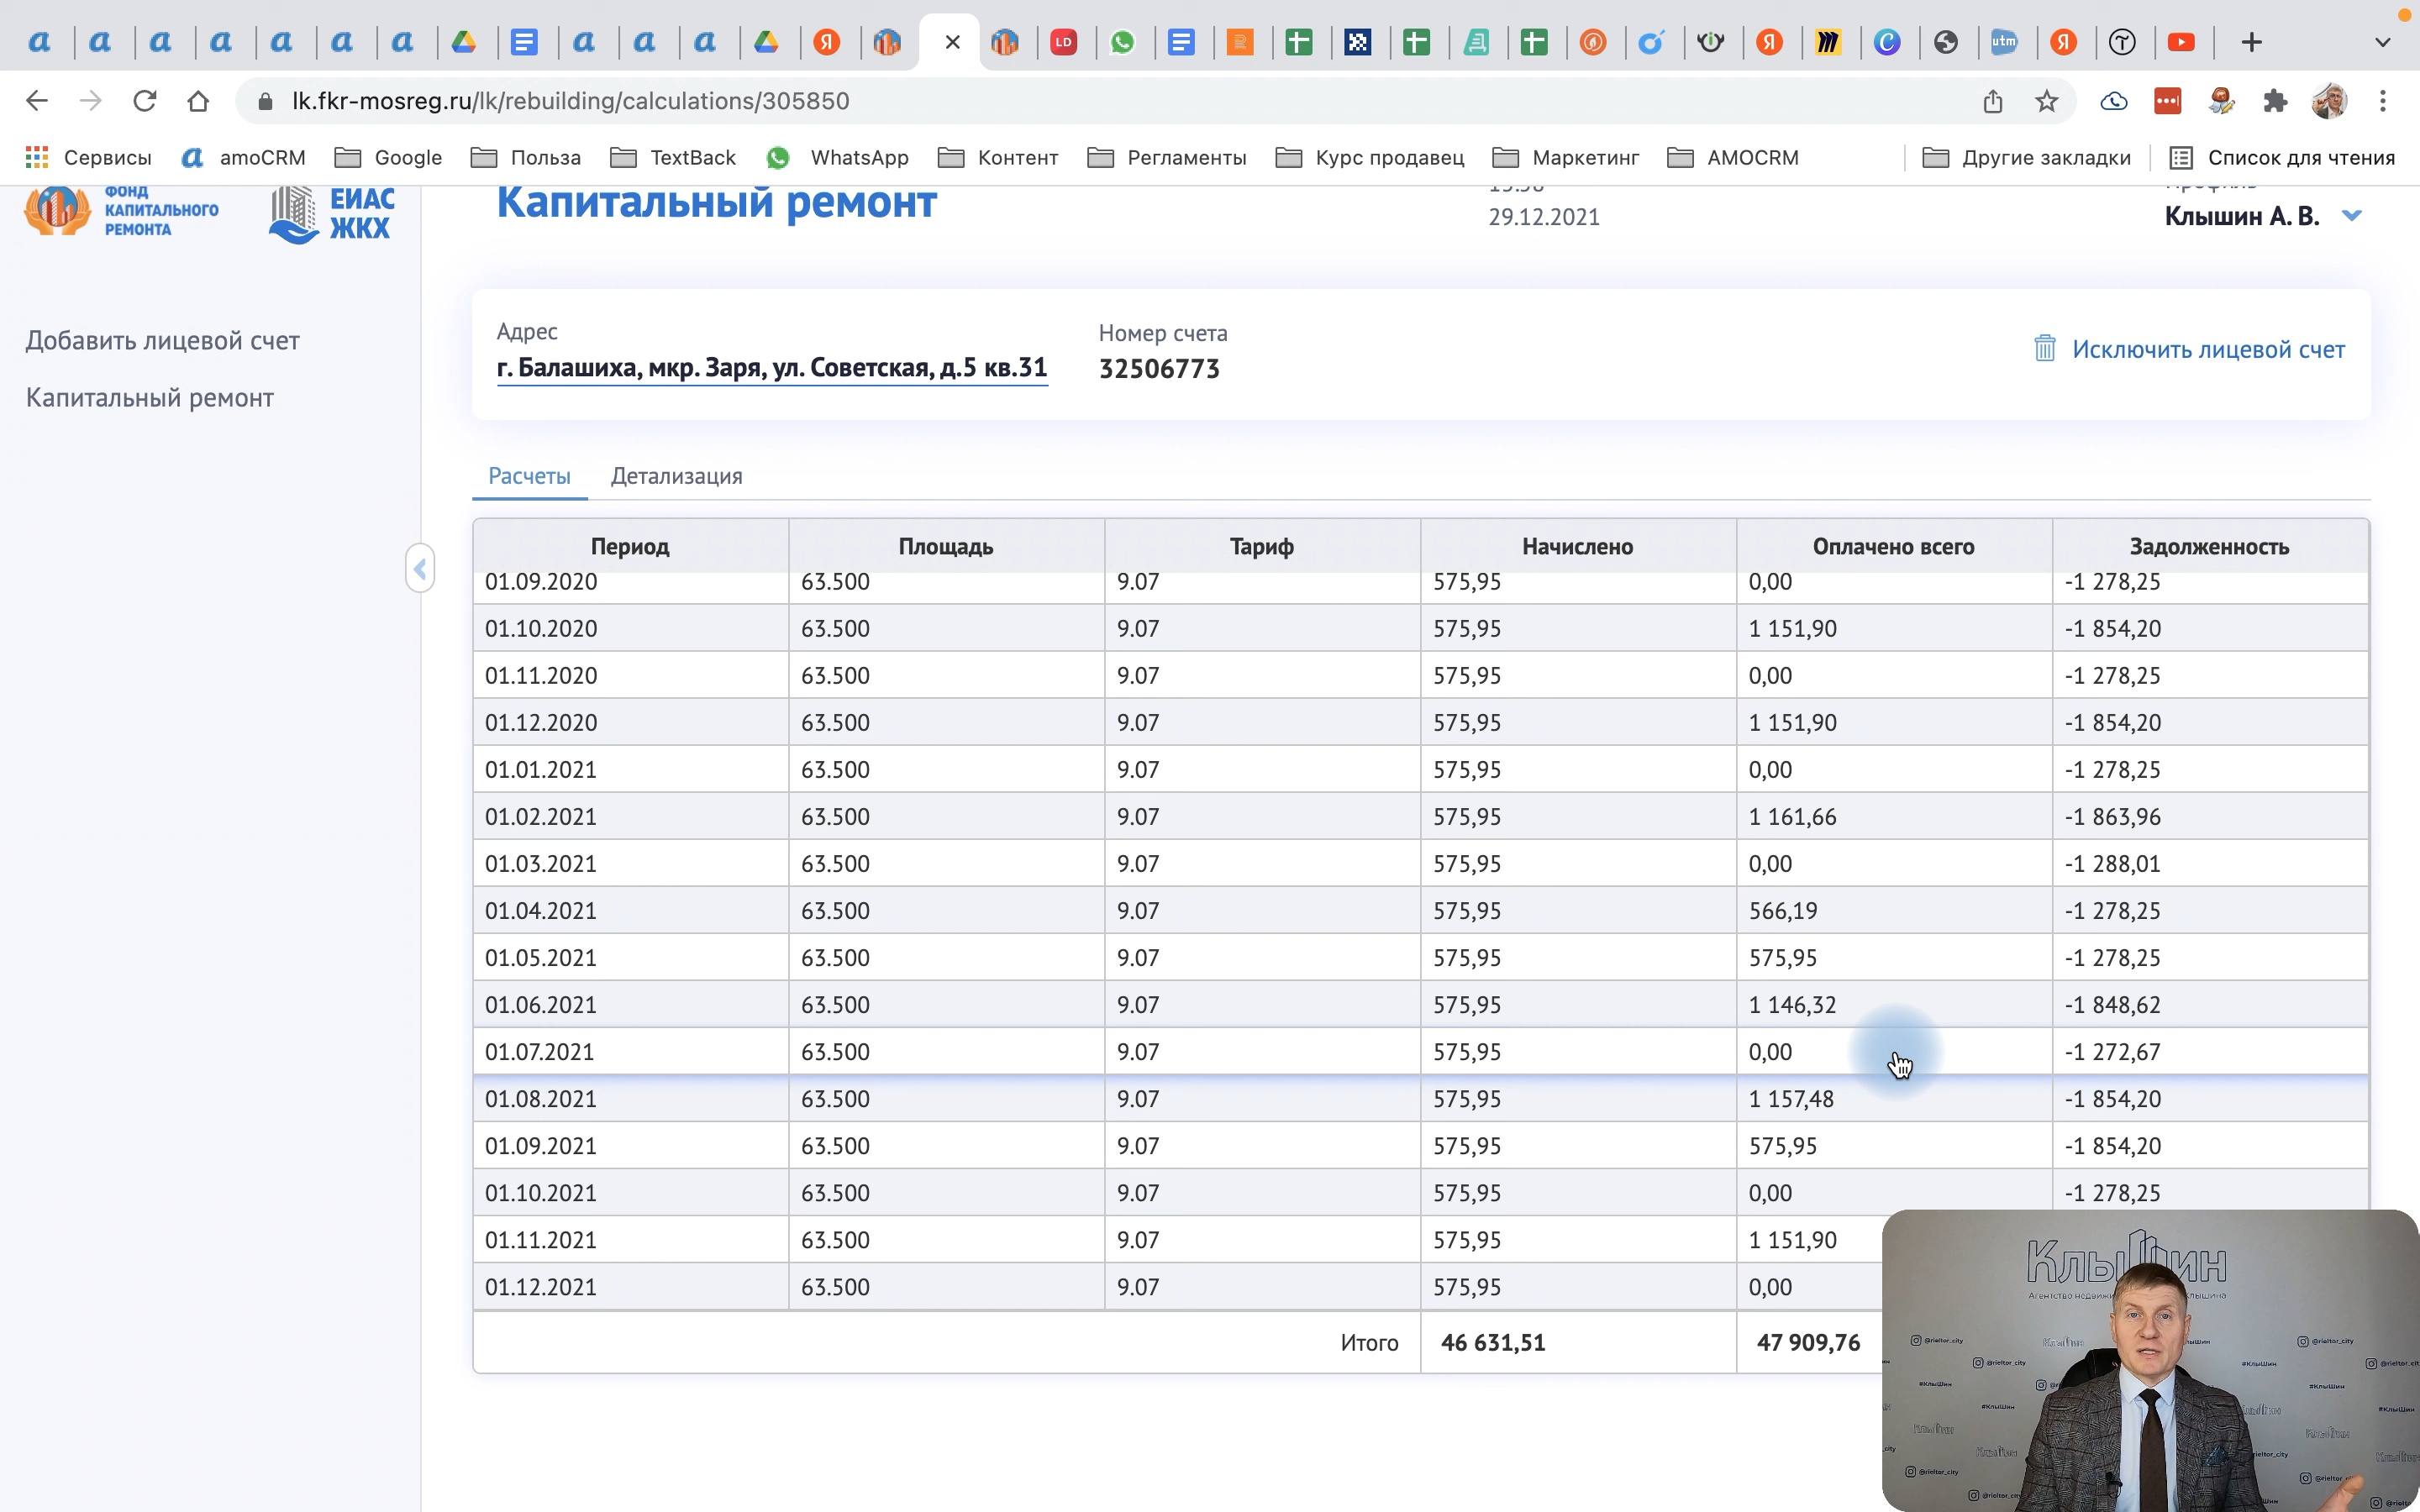 lk.fkr-mosreg.ru/lk/rebuilding/calculations/305850
Сервисы amoCRM Google Польза TextBack WhatsApp Контент Регламенты Курс продавец Маркетинг AMOCRM Другие закладки Список для чтения
ФОНД КАПИТАЛЬНОГО РЕМОНТА
ЕИАС ЖКХ
Капитальный ремонт
29.12.2021
Клышин А. В.
Добавить лицевой счет
Капитальный ремонт
Адрес
г. Балашиха, мкр. Заря, ул. Советская, д.5 кв.31
Номер счета
32506773
Исключить лицевой счет
Расчеты Детализация
Период Площадь Тариф Начислено Оплачено всего Задолженность
01.09.2020 63.500 9.07 575,95 0,00 -1 278,25
01.10.2020 63.500 9.07 575,95 1 151,90 -1 854,20
01.11.2020 63.500 9.07 575,95 0,00 -1 278,25
01.12.2020 63.500 9.07 575,95 1 151,90 -1 854,20
01.01.2021 63.500 9.07 575,95 0,00 -1 278,25
01.02.2021 63.500 9.07 575,95 1 161,66 -1 863,96
01.03.2021 63.500 9.07 575,95 0,00 -1 288,01
01.04.2021 63.500 9.07 575,95 566,19 -1 278,25
01.05.2021 63.500 9.07 575,95 575,95 -1 278,25
01.06.2021 63.500 9.07 575,95 1 146,32 -1 848,62
01.07.2021 63.500 9.07 575,95 0,00 -1 272,67
01.08.2021 63.500 9.07 575,95 1 157,48 -1 854,20
01.09.2021 63.500 9.07 575,95 575,95 -1 854,20
01.10.2021 63.500 9.07 575,95 0,00 -1 278,25
01.11.2021 63.500 9.07 575,95 1 151,90
01.12.2021 63.500 9.07 575,95 0,00
Итого 46 631,51 47 909,76
КлыШин
@rieltor_city
#КлыШин